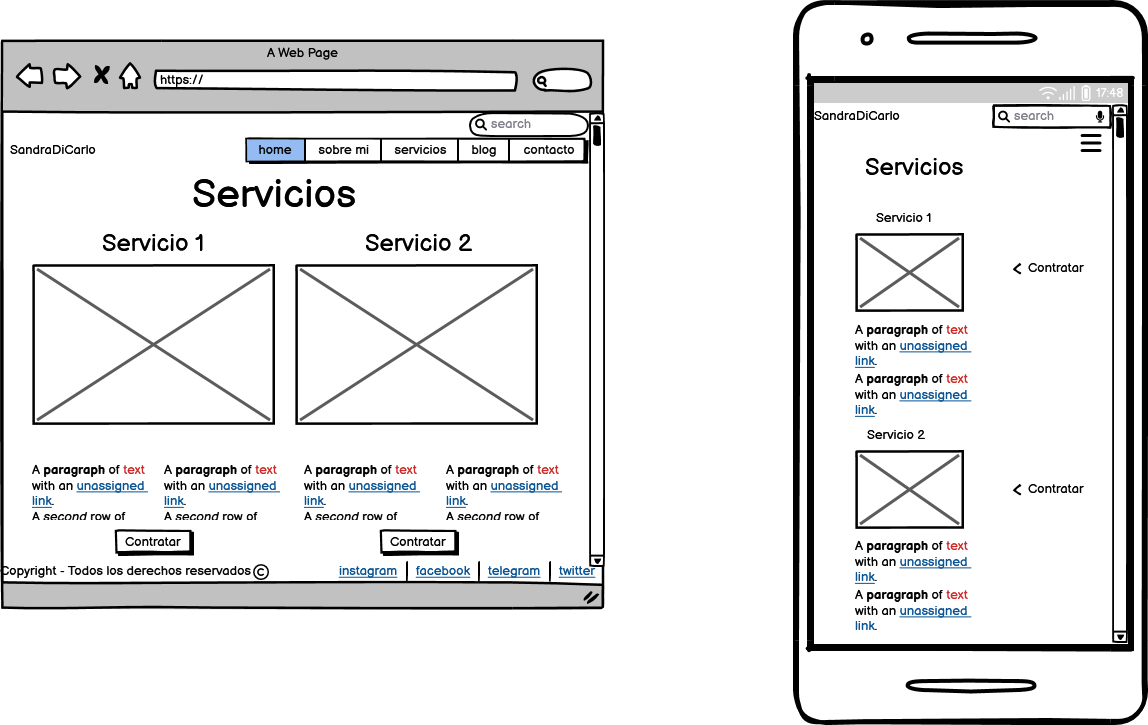 A Web Page
https://
search
SandraDiCarlo
home sobre mi servicios blog contacto
Servicios
Servicio 1
Servicio 2
A paragraph of text
with an unassigned
link.
A second row of
A paragraph of text
with an unassigned
link.
A second row of
A paragraph of text
with an unassigned
link.
A second row of
A paragraph of text
with an unassigned
link.
A second row of
Contratar
Contratar
Copyright - Todos los derechos reservados ©
instagram facebook telegram twitter
17:48
SandraDiCarlo
search
Servicios
Servicio 1
< Contratar
A paragraph of text
with an unassigned
link.
A paragraph of text
with an unassigned
link.
Servicio 2
< Contratar
A paragraph of text
with an unassigned
link.
A paragraph of text
with an unassigned
link.